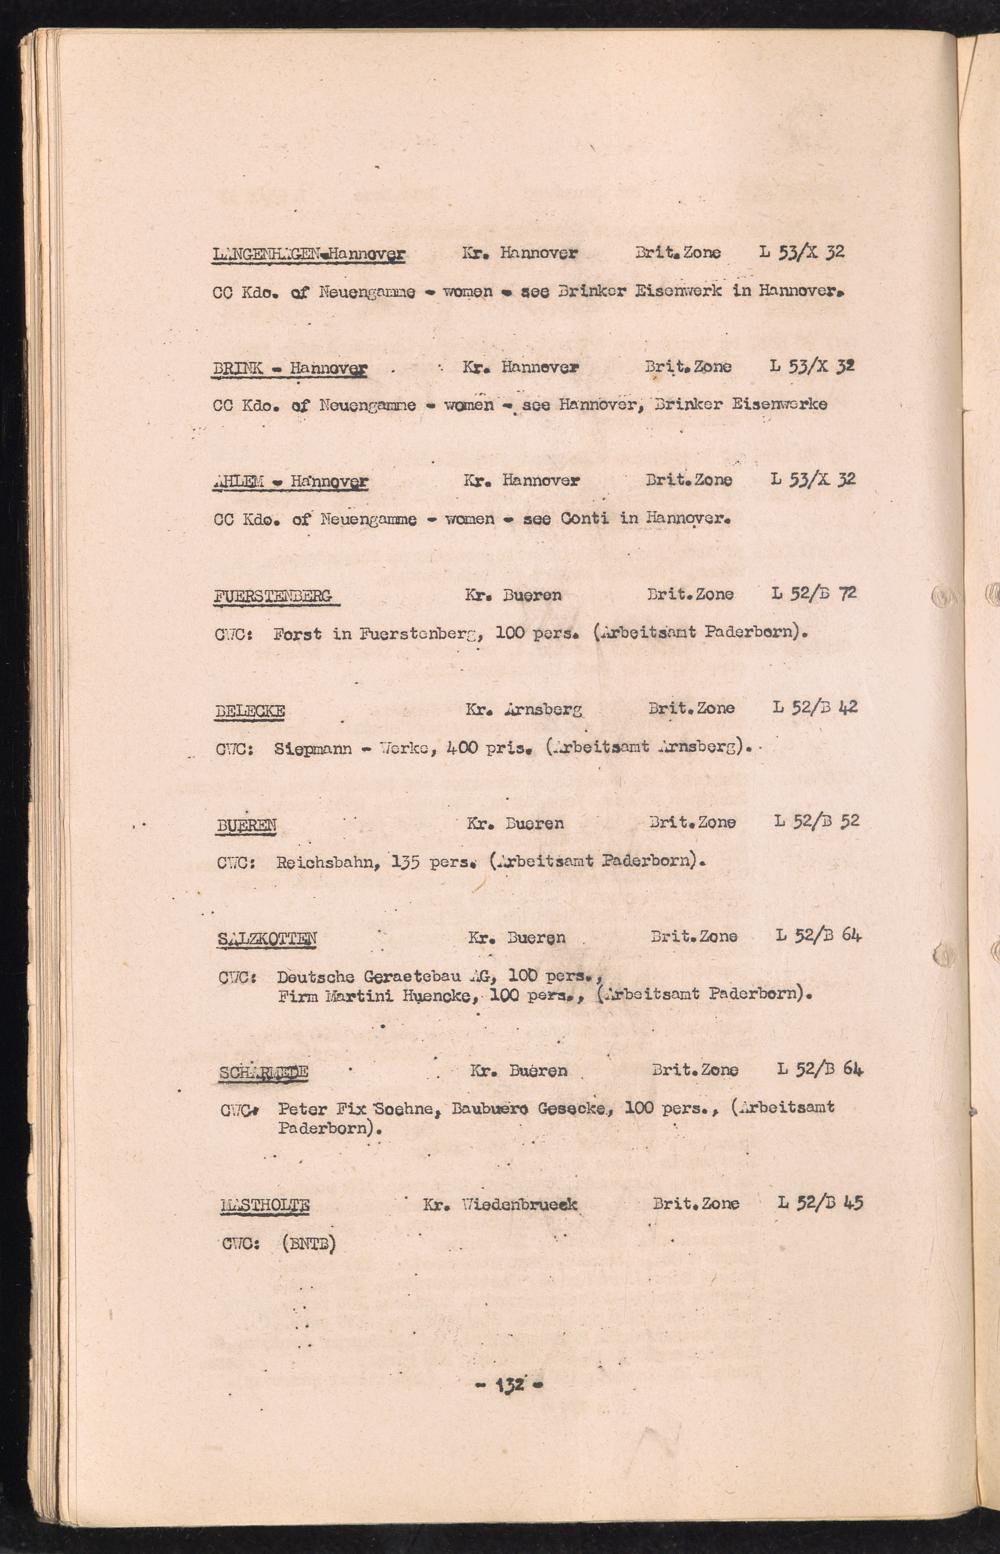 LANGENHAGEN-Hannover Kr. Hannover Brit.Zone L 53/X 32
CC Kdo. of Neuengamme - women - see Brinker Eisenwerk in Hannover.
BRINK - Hannover Kr. Hannover Brit.Zone L 53/X 32
CC Kdo. of Neuengamme - women - see Hannover, Brinker Eisenwerke
AHLEM - Hannover Kr. Hannover Brit.Zone L 53/X 32
CC Kdo. of Neuengamme - women - see Conti in Hannover.
FUERSTENBERG Kr. Bueren Brit.Zone L 52/B 72
CWC: Forst in Fuerstenberg, 100 pers. (Arbeitsamt Paderborn).
BELECKE Kr. Arnsberg Brit.Zone L 52/B 42
CWC: Siepmann - Werke, 400 pris. (Arbeitsamt Arnsberg).
BUEREN Kr. Bueren Brit.Zone L 52/B 52
CWC: Reichsbahn, 135 pers. (Arbeitsamt Paderborn).
SALZKOTTEN Kr. Bueren Brit.Zone L 52/B 64
CWC: Deutsche Geraetebau AG, 100 pers.,
Firm Martini Huencke, 100 pers., (Arbeitsamt Paderborn).
SCHARMEDE Kr. Bueren Brit.Zone L 52/B 64
CWC: Peter Fix Soehne, Baubuero Gesecke, 100 pers., (Arbeitsamt
Paderborn).
MASTHOLTE Kr. Wiedenbrueck Brit.Zone L 52/B 45
CWC: (BNTB)
- 132 -